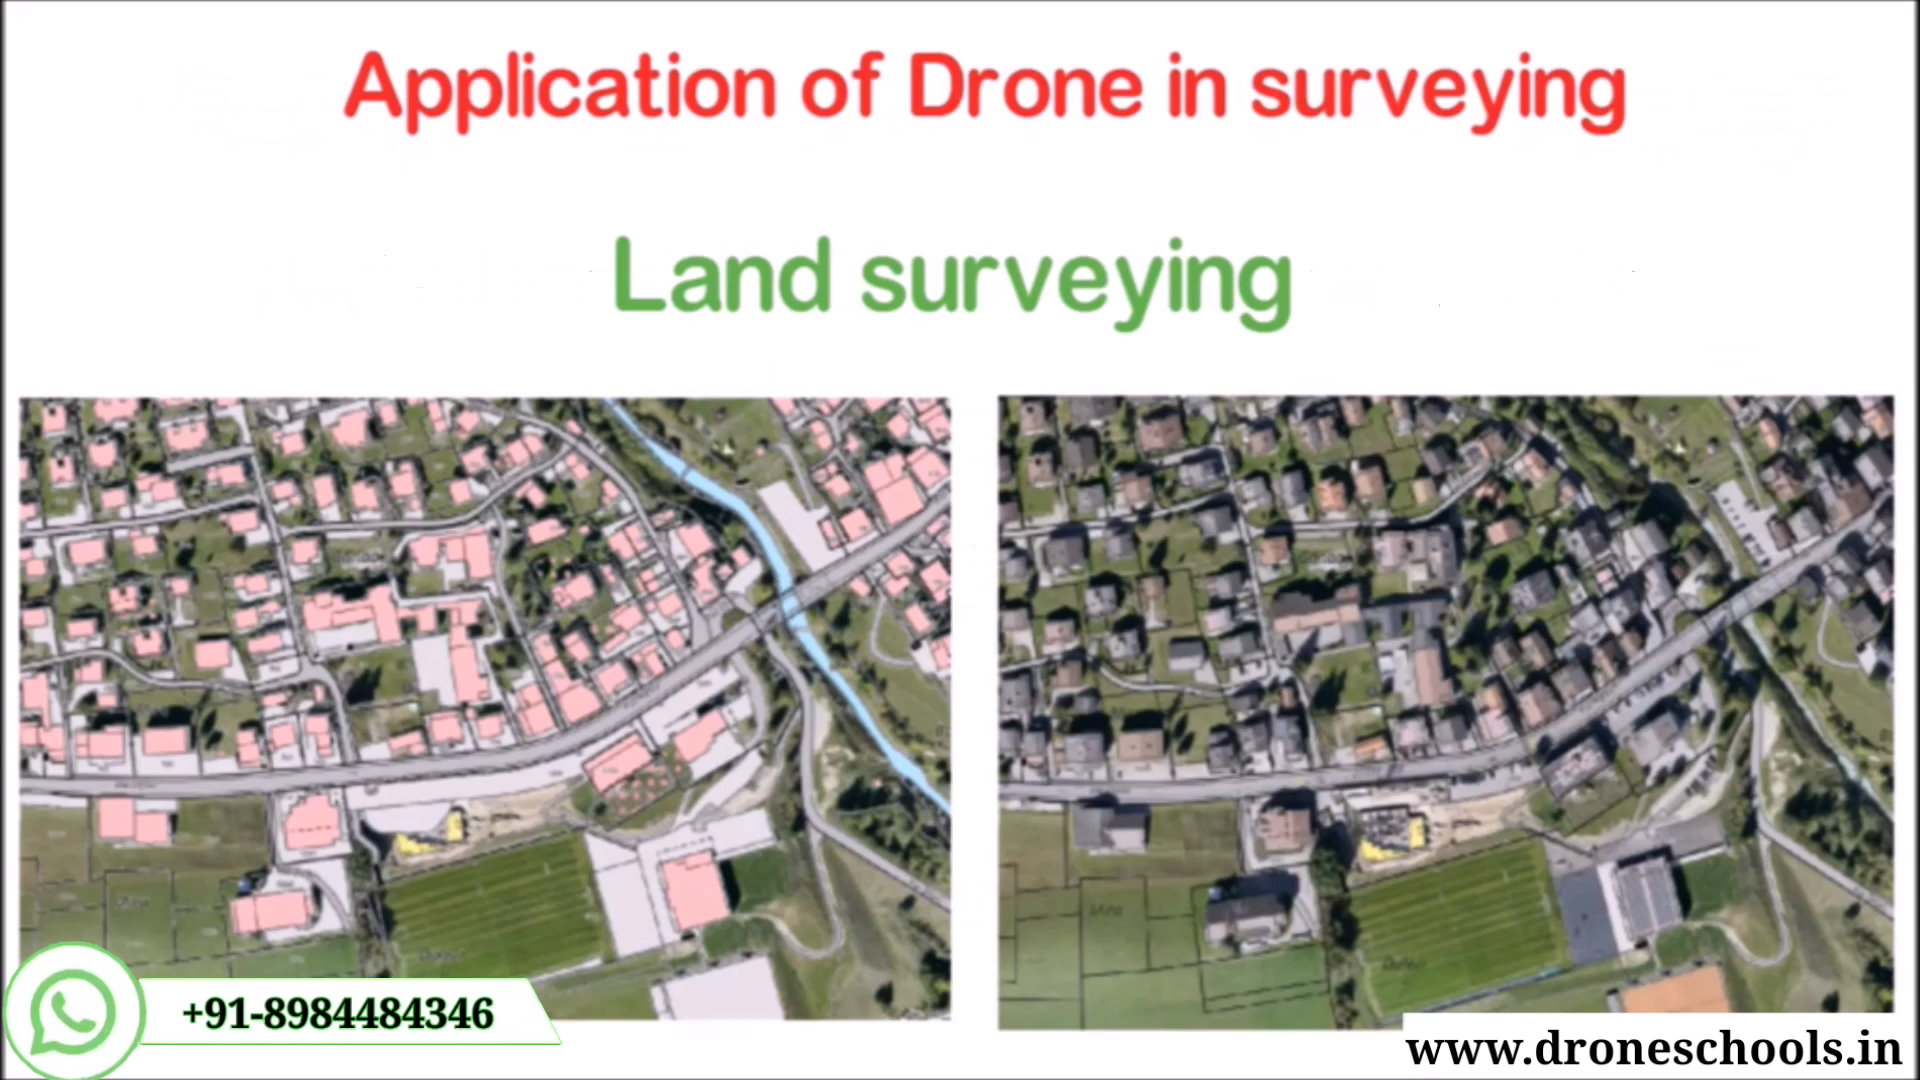 Application of Drone in surveying
Land surveying
+91-8984484346
www.droneschools.in